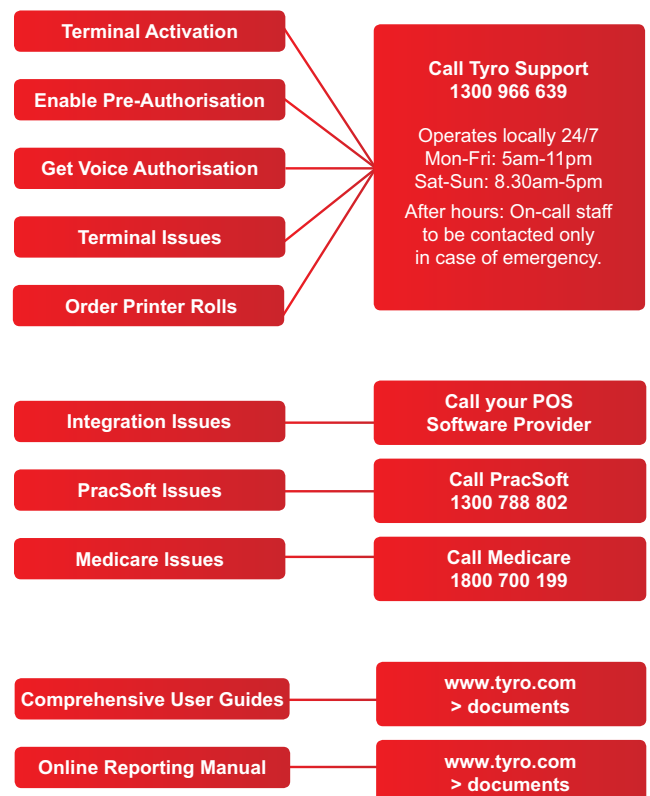 Terminal Activation
Enable Pre-Authorisation
Get Voice Authorisation
Terminal Issues
Order Printer Rolls
Call Tyro Support
1300 966 639
Operates locally 24/7
Mon-Fri: 5am-11pm
Sat-Sun: 8.30am-5pm
After hours: On-call staff
to be contacted only
in case of emergency.
Integration Issues
Call your POS
Software Provider
PracSoft Issues
Call PracSoft
1300 788 802
Medicare Issues
Call Medicare
1800 700 199
Comprehensive User Guides
www.tyro.com
> documents
Online Reporting Manual
www.tyro.com
> documents